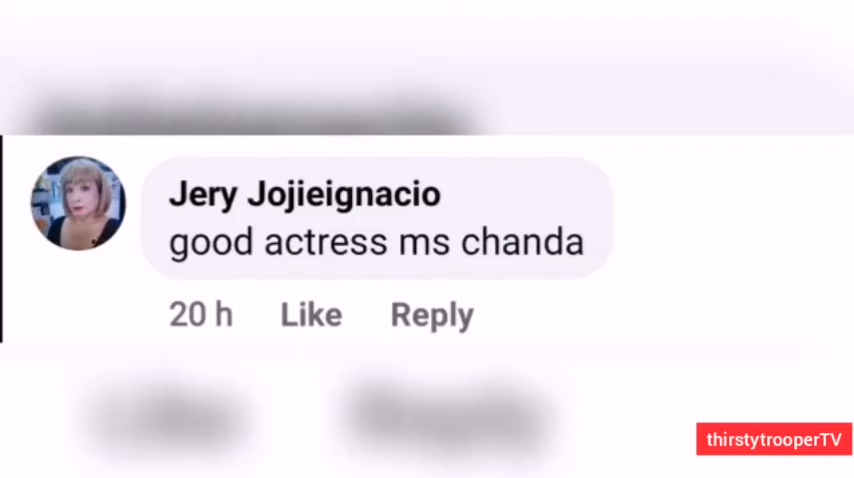 Jery Jojieignacio
good actress ms chanda
20 h Like Reply
thirstytrooperTV